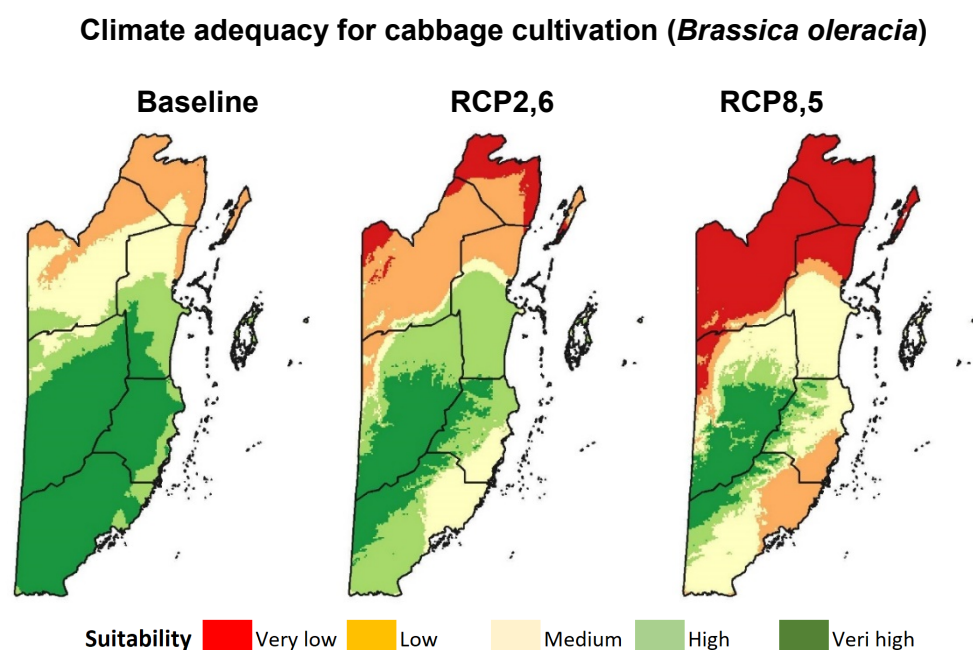 Climate adequacy for cabbage cultivation (Brassica oleracia)
Baseline RCP2,6 RCP8,5
Suitability Very low Low Medium High Veri high